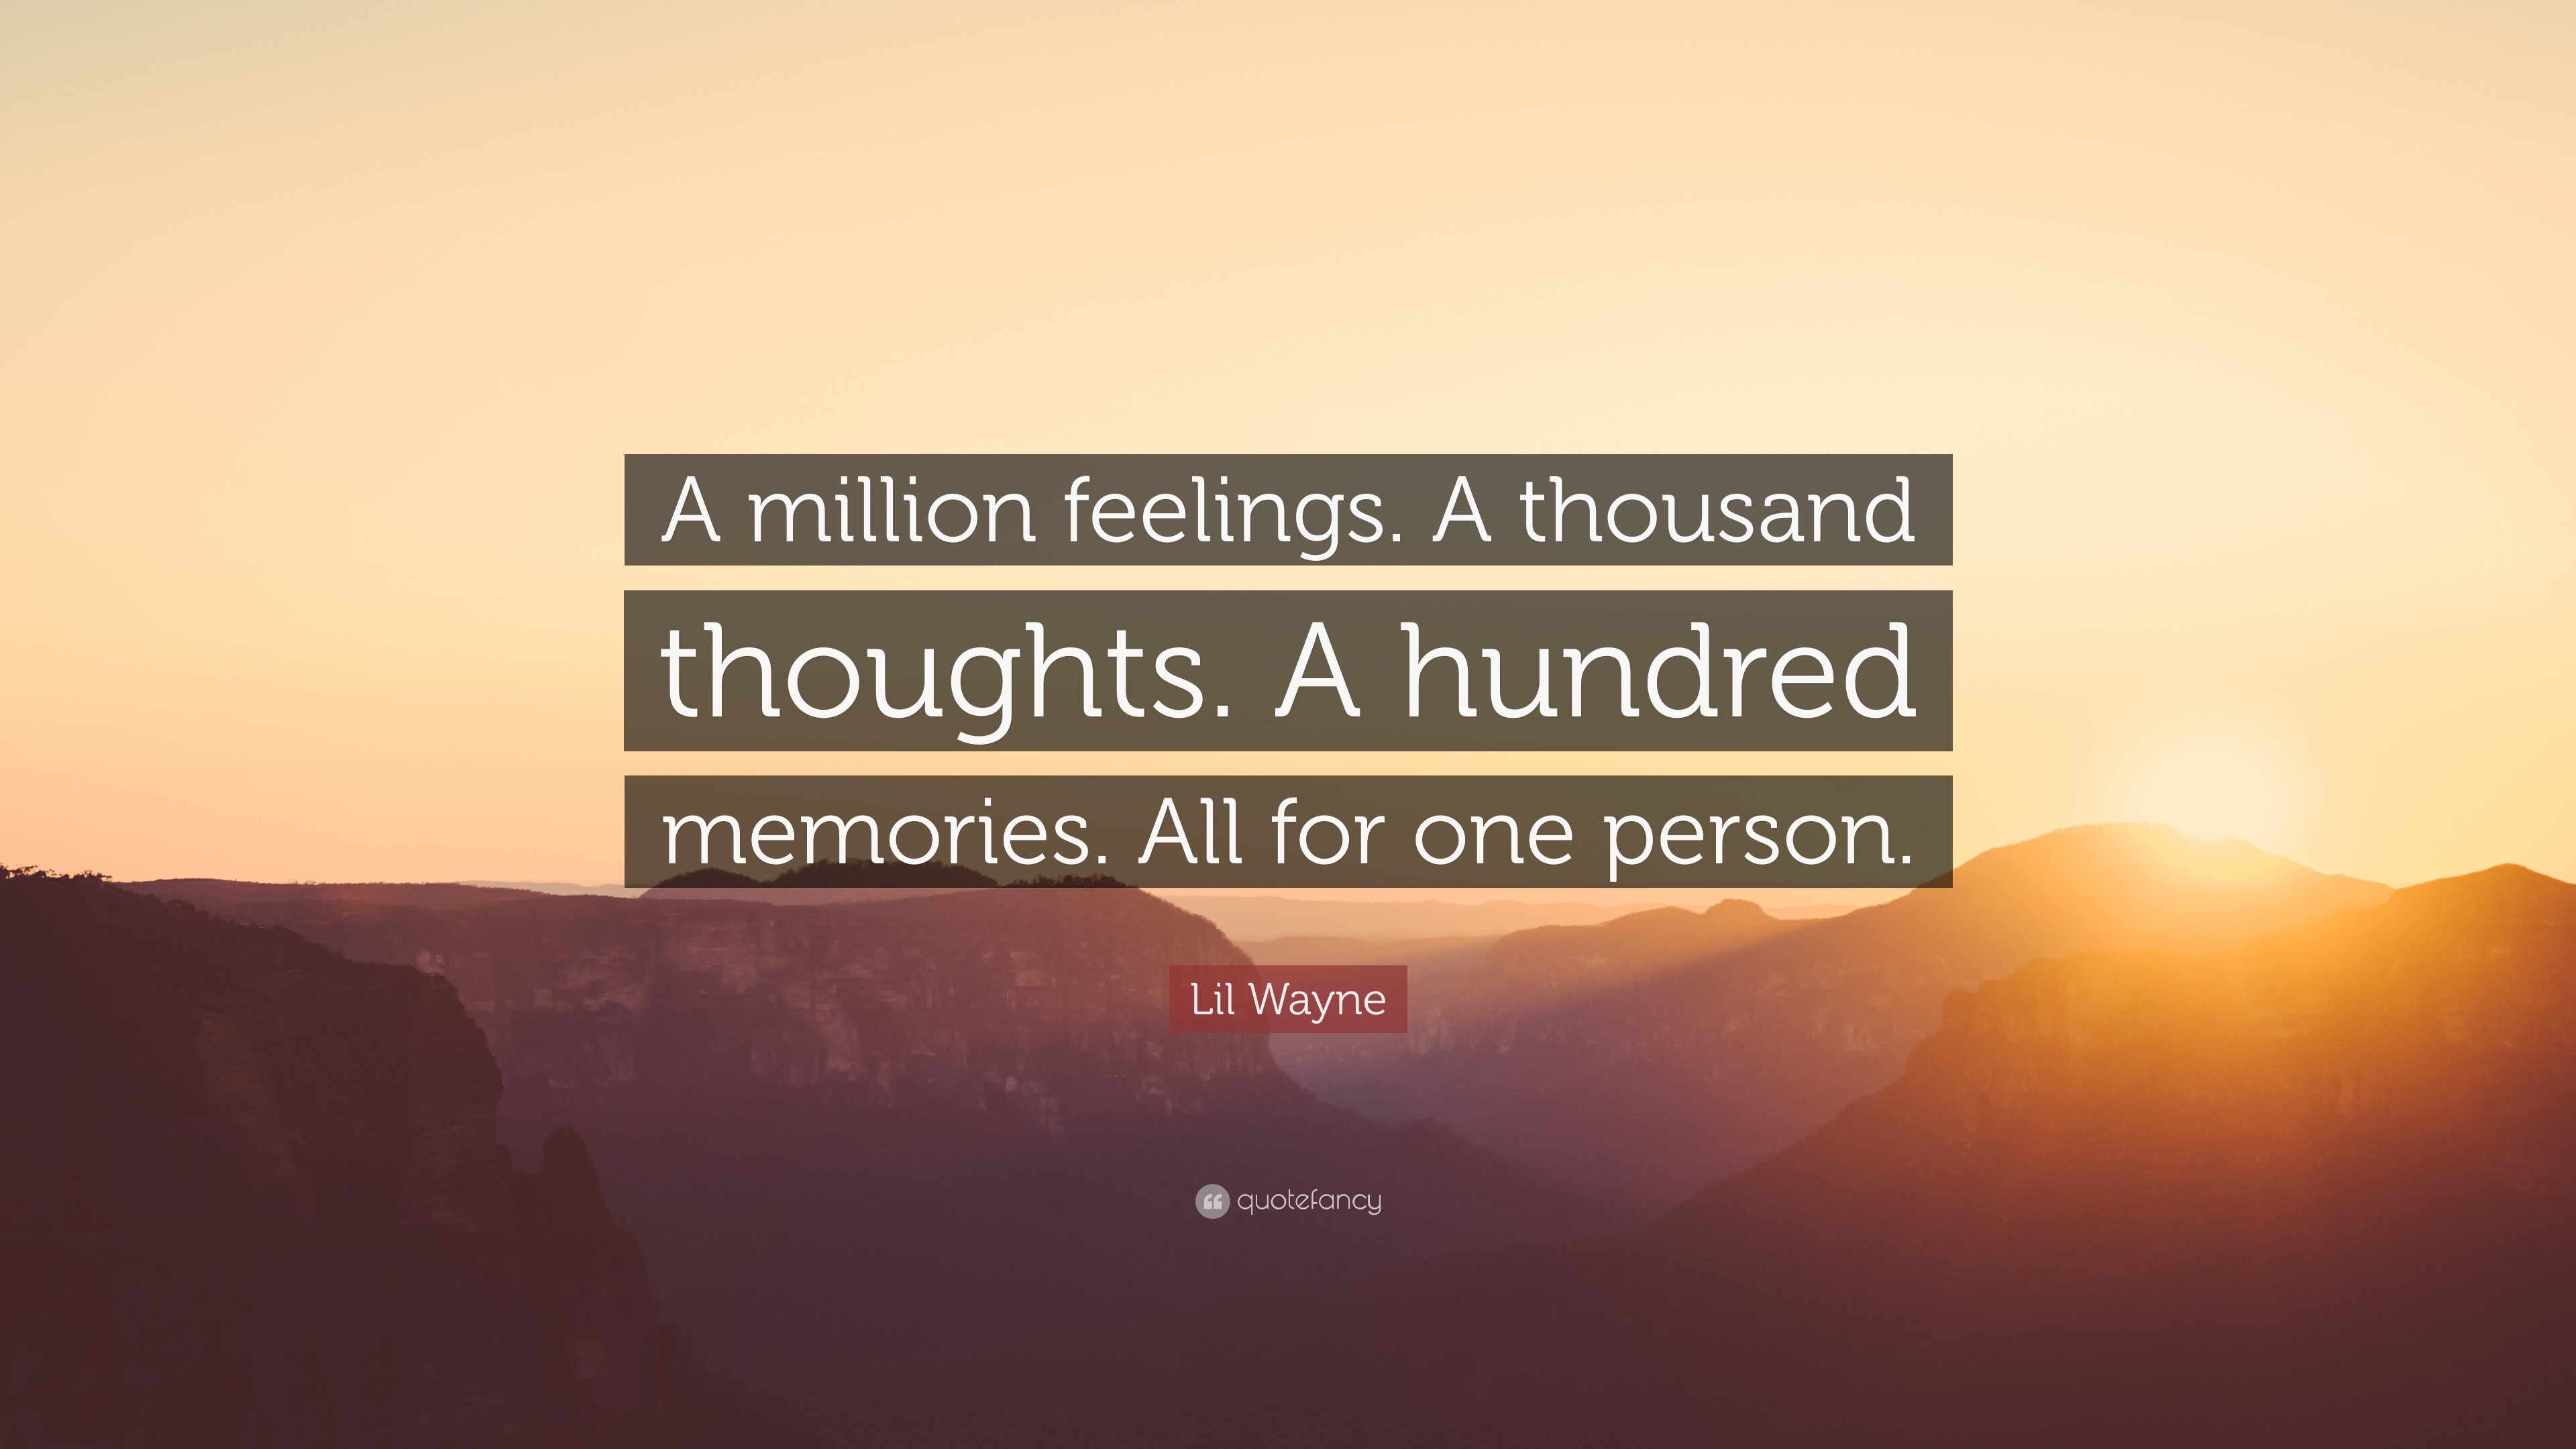 A million feelings. A thousand
thoughts. A hundred
memories. All for one person.
Lil Wayne
quotefancy